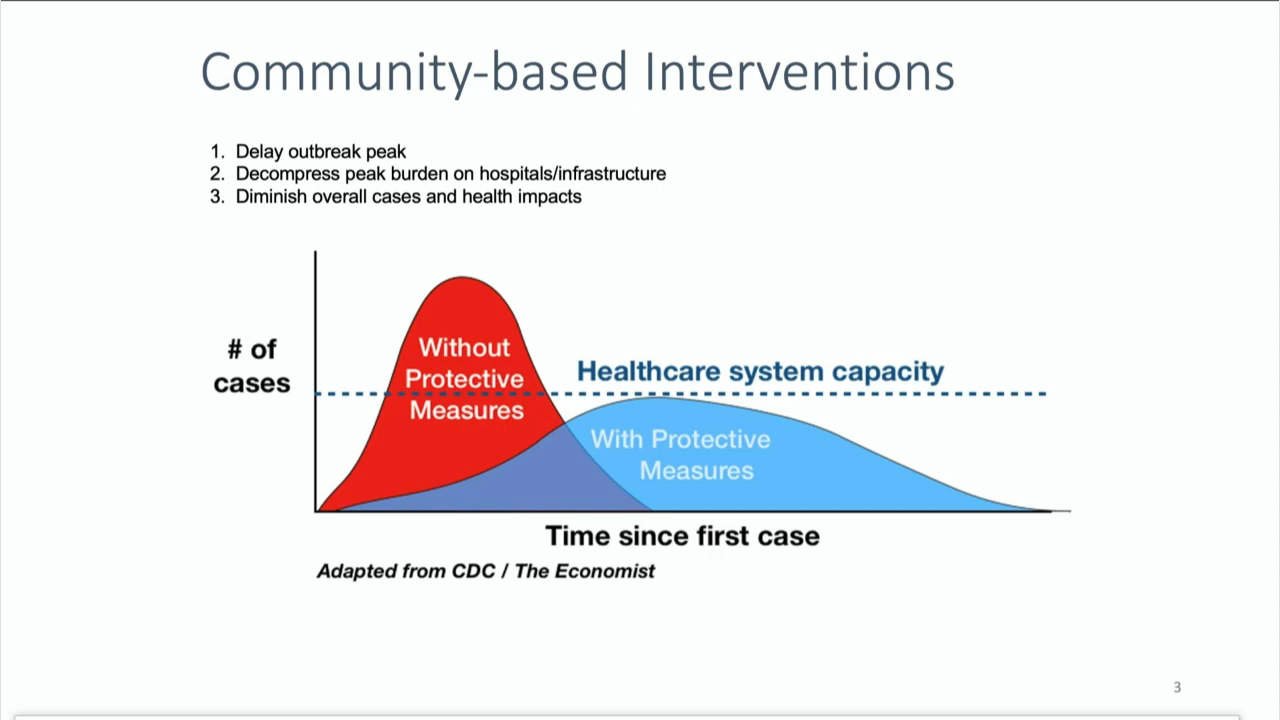 Community-based Interventions
1. Delay outbreak peak
2. Decompress peak burden on hospitals/infrastructure
3. Diminish overall cases and health impacts
# of
cases
Without
Protective
Measures
Healthcare system capacity
With Protective
Measures
Time since first case
Adapted from CDC / The Economist
3